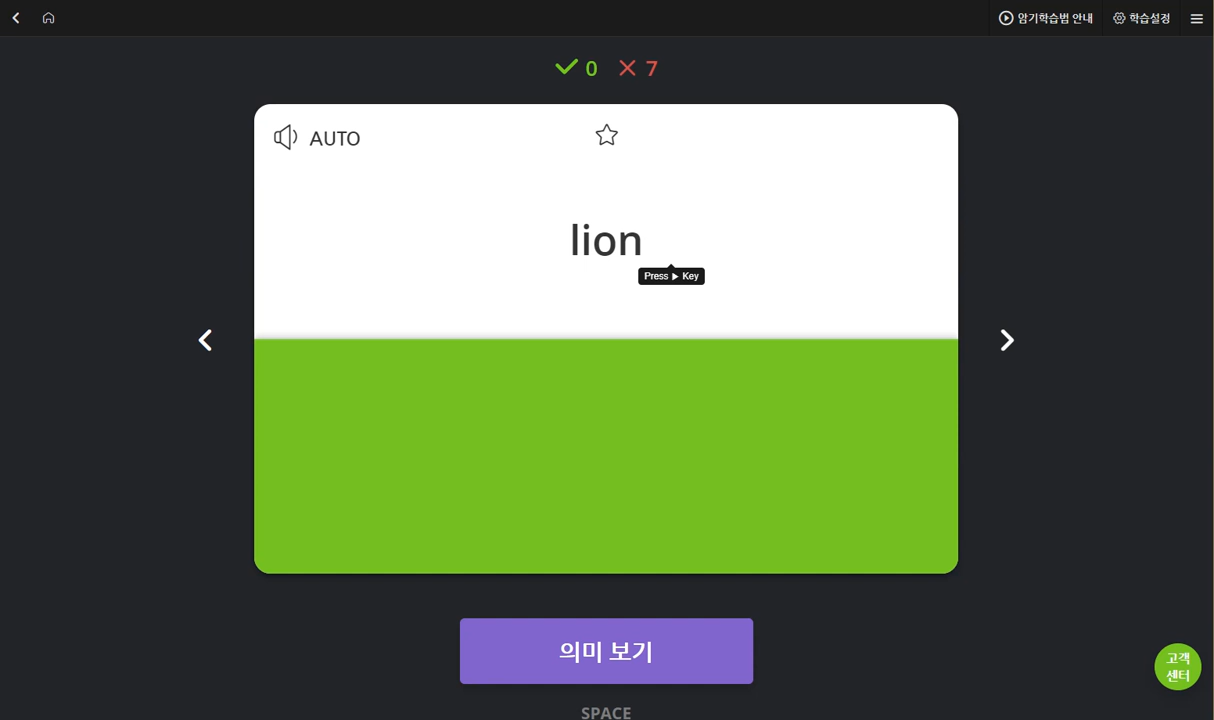 암기학습법 안내
학습설정
0
7
AUTO
lion
Press ▶ Key
의미 보기
SPACE
고객
센터